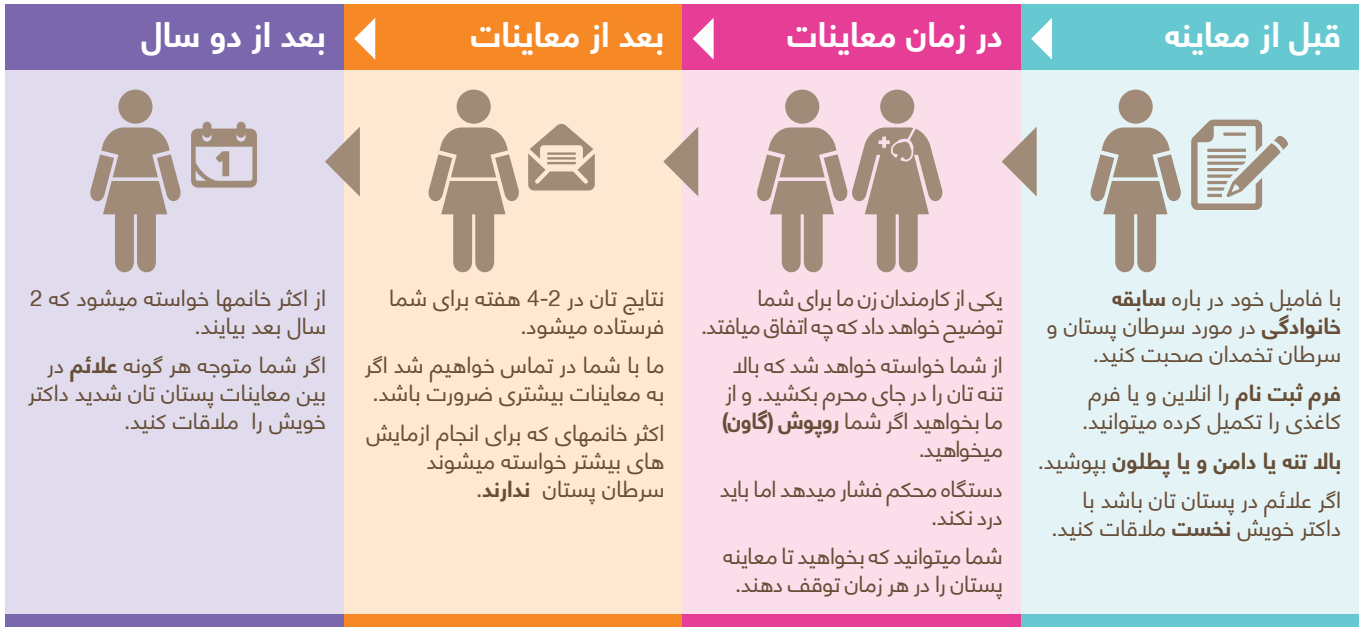 قبل از معاینه
با فامیل خود در باره سابقه
خانوادگی در مورد سرطان پستان و
سرطان تخمدان صحبت کنید.
فرم ثبت نام را انلاین و یا فرم
کاغذی را تکمیل کرده میتوانید.
بالا تنه یا دامن و یا پطلون بپوشید.
اگر علائم در پستان تان باشد با
داکتر خویش نخست ملاقات کنید.
در زمان معاینات
یکی از کارمندان زن ما برای شما
توضیح خواهد داد که چه اتفاق میافتد.
از شما خواسته خواهد شد که بالا
تنه تان را در جای محرم بکشید. و از
ما بخواهید اگر شما روپوش (گاون)
میخواهید.
دستگاه محکم فشار میدهد اما باید
درد نکند.
شما میتوانید که بخواهید تا معاینه
پستان را در هر زمان توقف دهند.
بعد از معاینات
نتایج تان در 2-4 هفته برای شما
فرستاده میشود.
ما با شما در تماس خواهیم شد اگر
به معاینات بیشتری ضرورت باشد.
اکثر خانمهای که برای انجام ازمایش
های بیشتر خواسته میشوند
سرطان پستان ندارند.
بعد از دو سال
1
از اکثر خانمها خواسته میشود که 2
سال بعد بیایند.
اگر شما متوجه هر گونه علائم در
بین معاینات پستان تان شدید داکتر
خویش را ملاقات کنید.